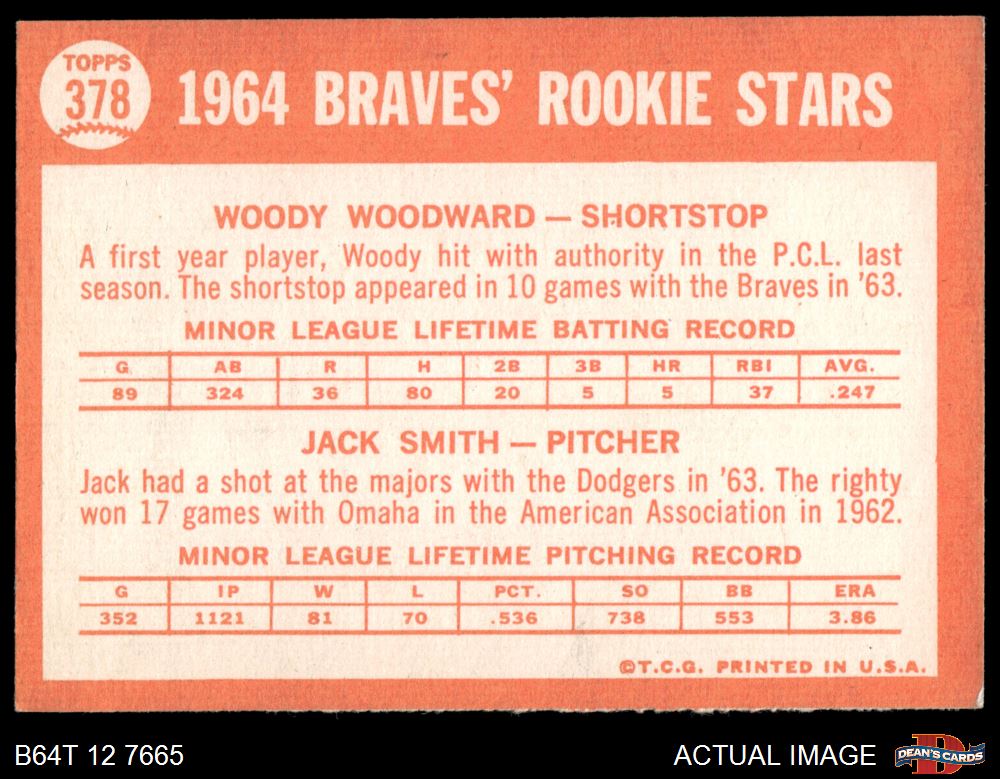 TOPPS
378
1964 BRAVES' ROOKIE STARS
WOODY WOODWARD — SHORTSTOP
A first year player, Woody hit with authority in the P.C.L. last
season. The shortstop appeared in 10 games with the Braves in '63.
MINOR LEAGUE LIFETIME BATTING RECORD
G AB R H 2B 3B HR RBI AVG.
89 324 36 80 20 5 5 37 .247
JACK SMITH — PITCHER
Jack had a shot at the majors with the Dodgers in '63. The righty
won 17 games with Omaha in the American Association in 1962.
MINOR LEAGUE LIFETIME PITCHING RECORD
G IP W L PCT. SO BB ERA
352 1121 81 70 .536 738 553 3.86
©T.C.G. PRINTED IN U.S.A.
B64T 12 7665
ACTUAL IMAGE
DEAN'S CARDS